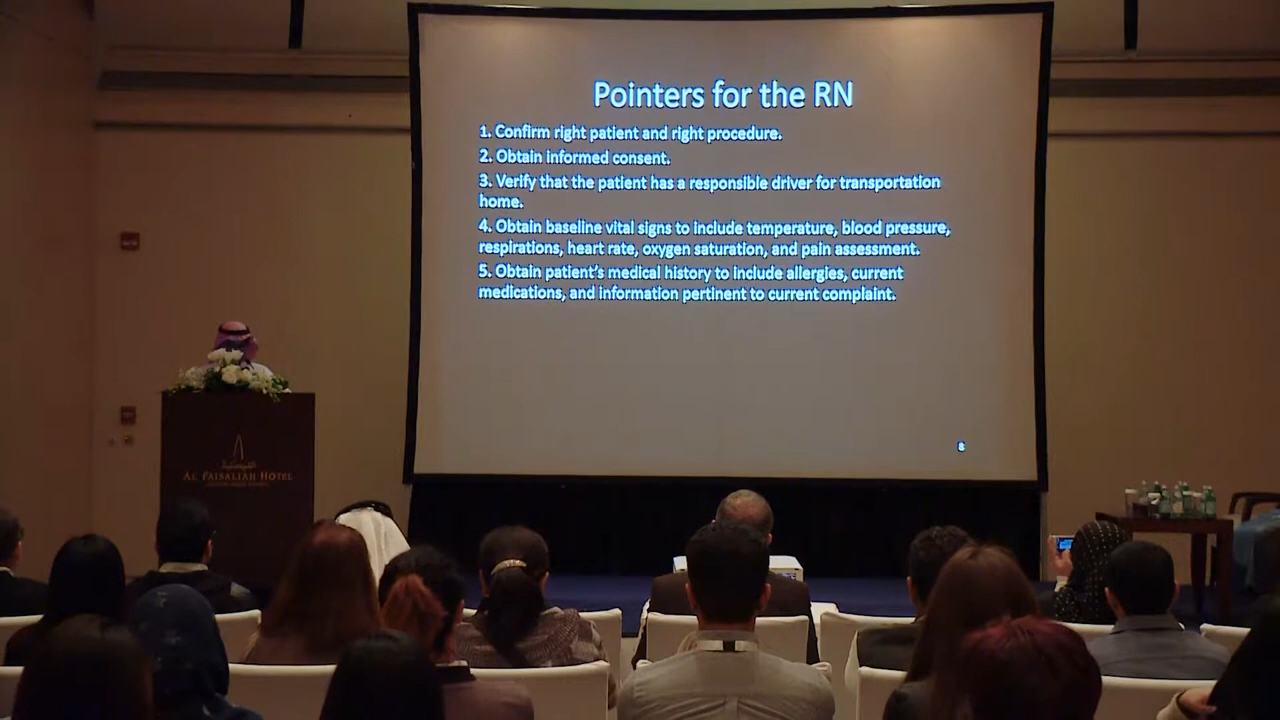 Pointers for the RN
1. Confirm right patient and right procedure.
2. Obtain informed consent.
3. Verify that the patient has a responsible driver for transportation
home.
4. Obtain baseline vital signs to include temperature, blood pressure,
respirations, heart rate, oxygen saturation, and pain assessment.
5. Obtain patient's medical history to include allergies, current
medications, and information pertinent to current complaint.
8
AL FAISALIAH HOTEL